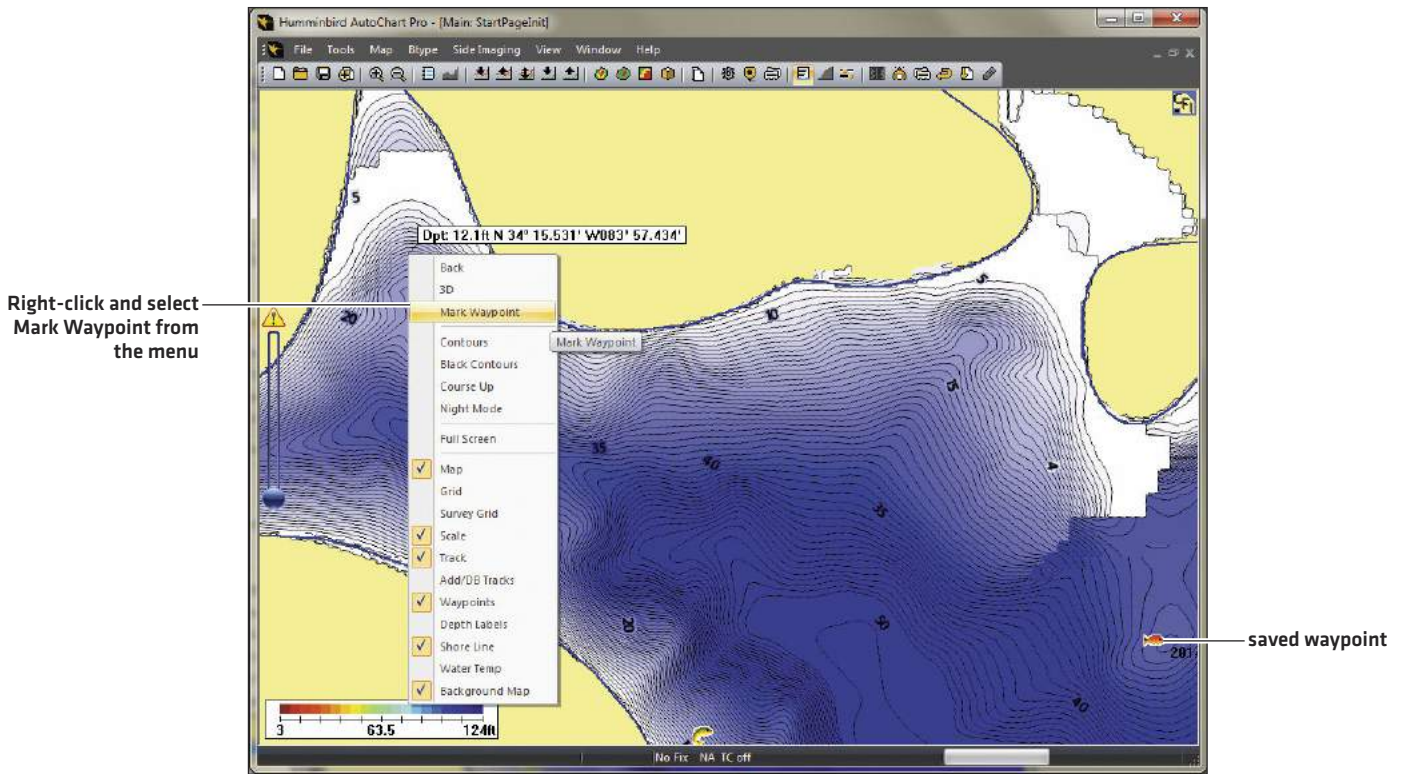 Humminbird AutoChart Pro - [Main: StartPageInit]
File Tools Map Btype Side Imaging View Window Help
5
Dpt: 12.1ft N 34° 15.531' W083' 57.434'
Right-click and select
Mark Waypoint from
the menu
Back
3D
Mark Waypoint
Mark Waypoint
Contours
Black Contours
Course Up
Night Mode
Full Screen
Map
Grid
Survey Grid
Scale
Track
Add/DB Tracks
Waypoints
Depth Labels
Shore Line
Water Temp
Background Map
20
5
10
15
35
40
20
40
saved waypoint
3 63.5 124ft
No Fix NA TC off